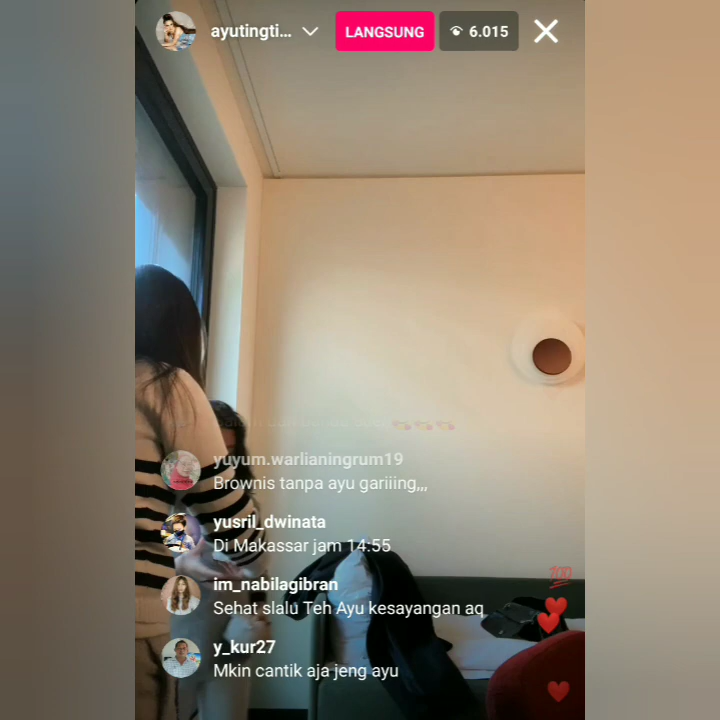 ayutingti...
LANGSUNG
6.015
yuyum.warlianingrum19
Brownis tanpa ayu gariiing,,,
yusril_dwinata
Di Makassar jam 14:55
im_nabilagibran
Sehat slalu Teh Ayu kesayangan aq
y_kur27
Mkin cantik aja jeng ayu
100